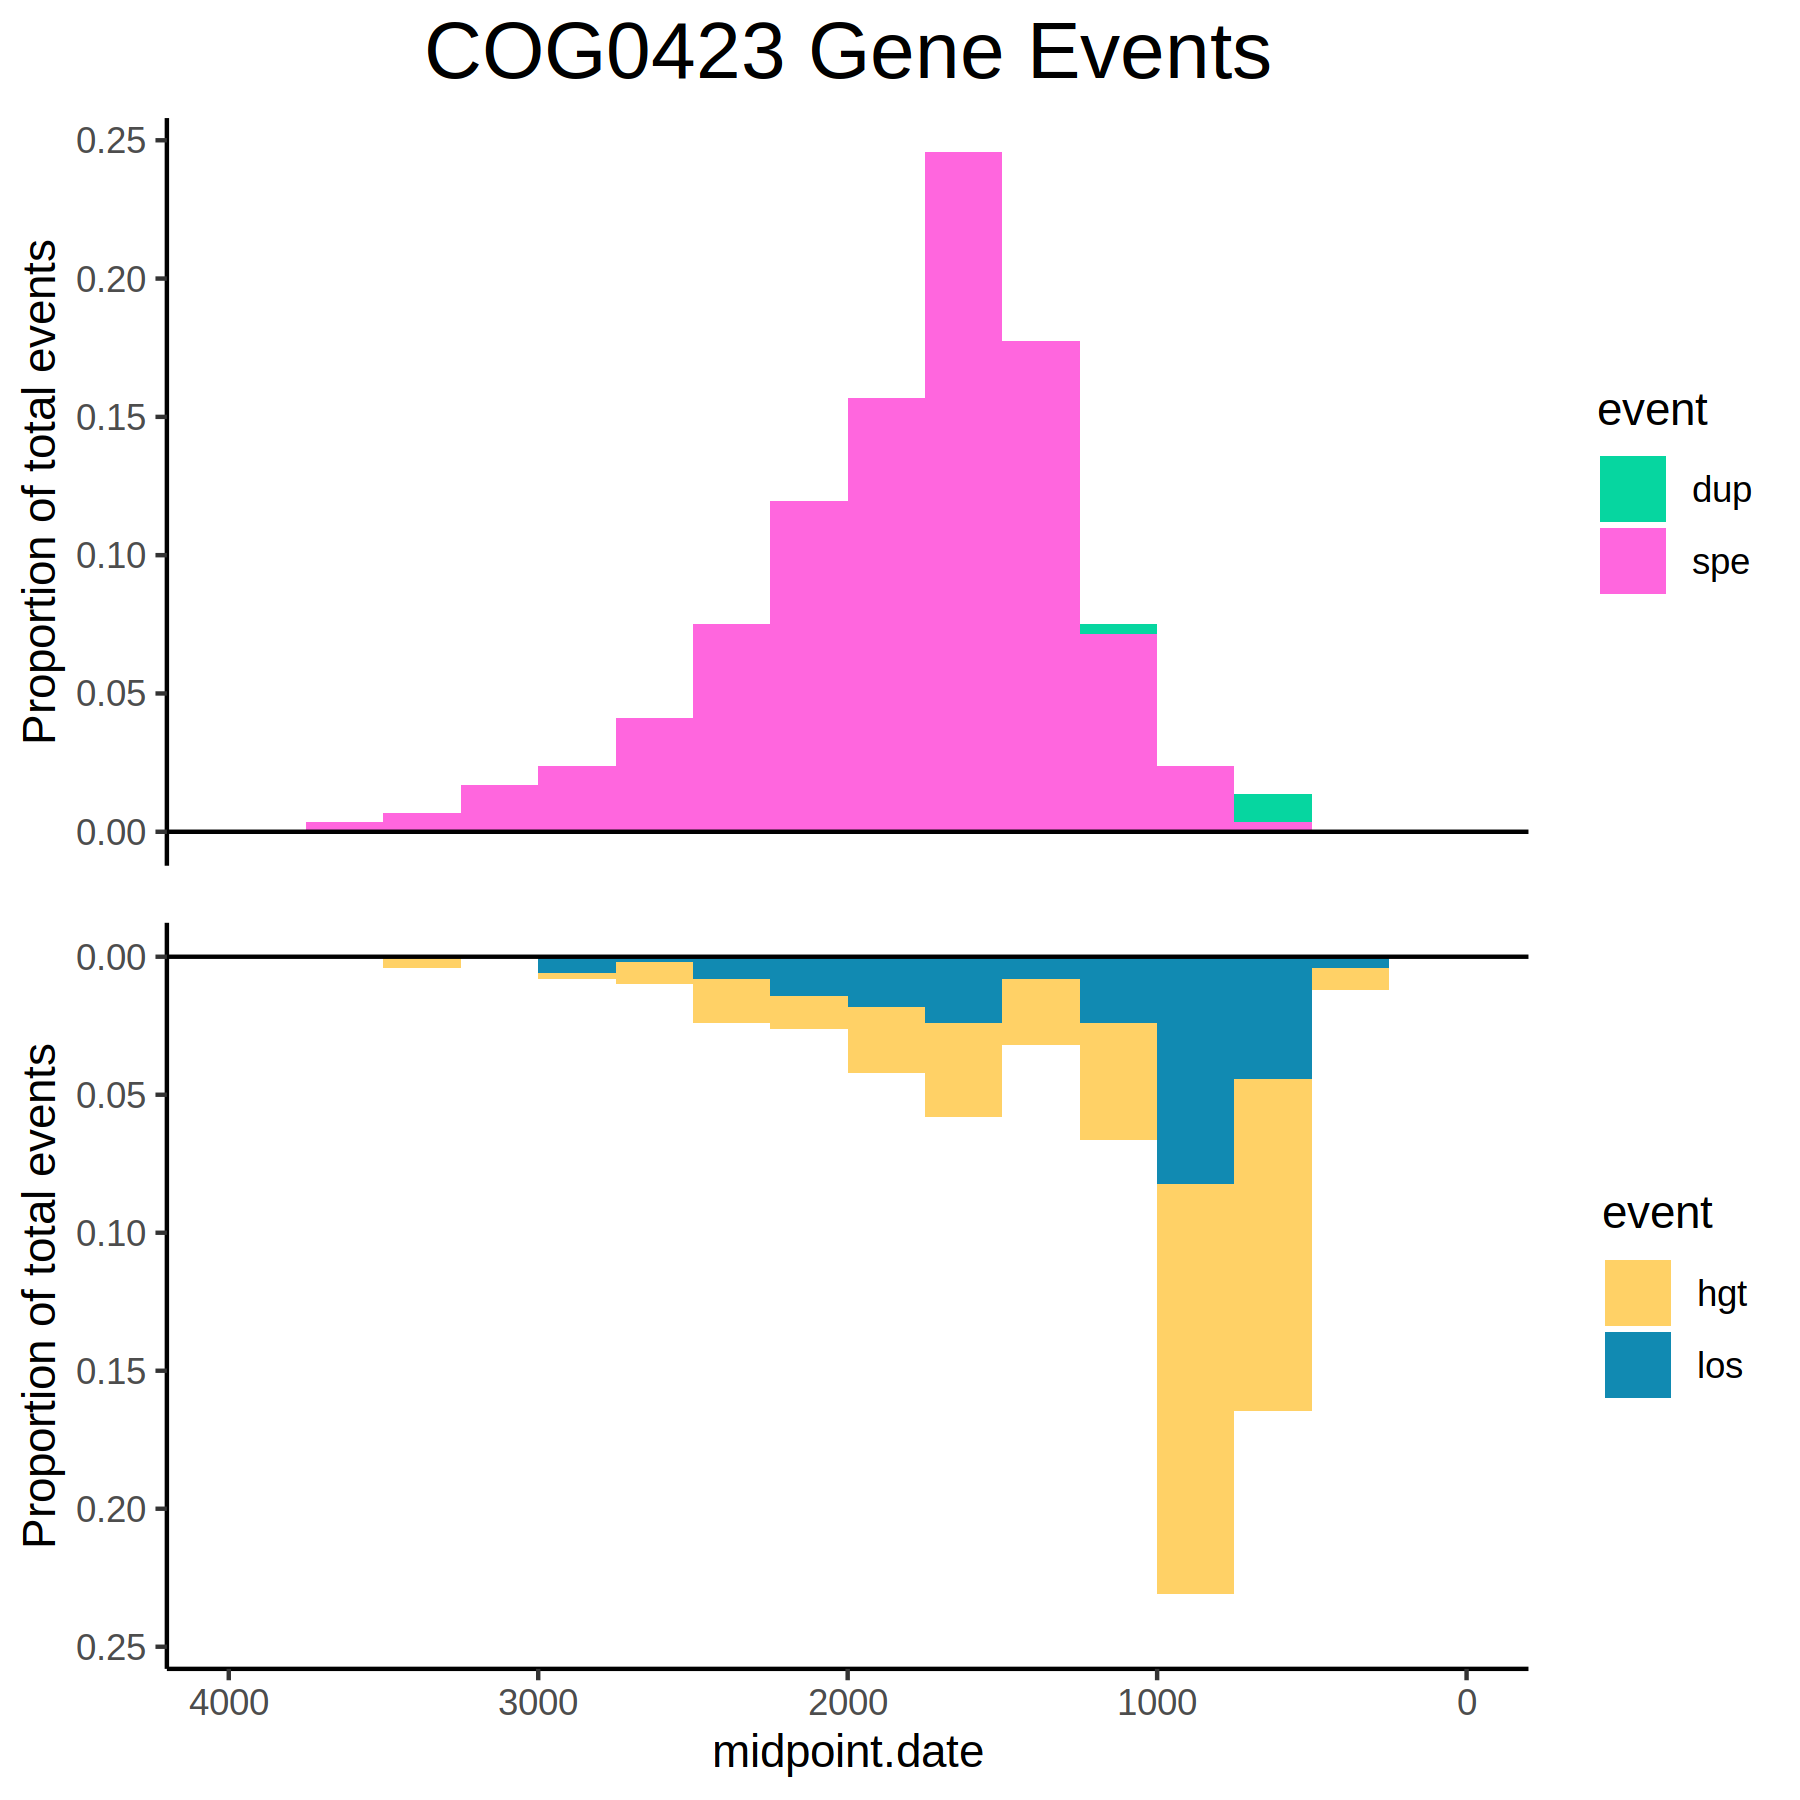 COG0423 Gene Events
Proportion of total events
0.25
0.20
0.15
0.10
0.05
0.00
event
dup
spe
Proportion of total events
0.00
0.05
0.10
0.15
0.20
0.25
event
hgt
los
4000 3000 2000 1000 0
midpoint.date